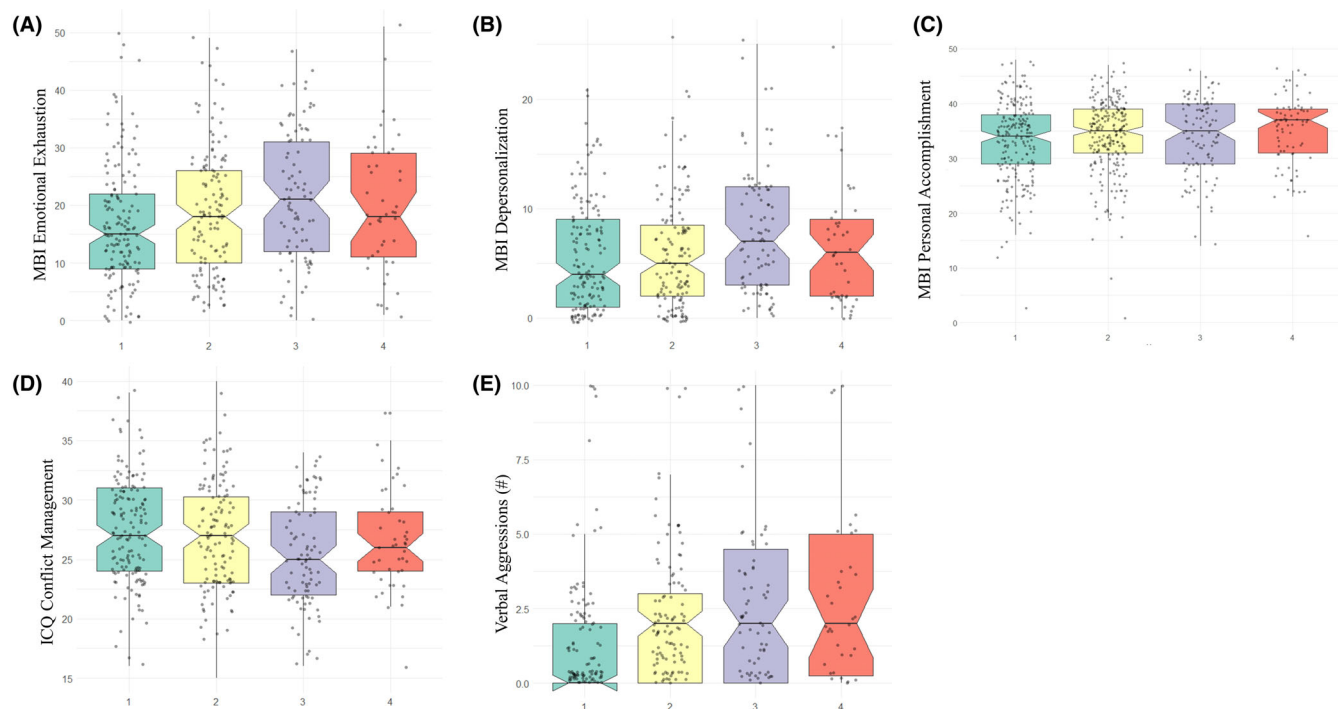 (A)
MBI Emotional Exhaustion
50
40
30
20
10
0
1 2 3 4
(B)
MBI Depersonalization
20
10
0
1 2 3 4
(C)
MBI Personal Accomplishment
50
40
30
20
10
0
1 2 3 4
(D)
ICQ Conflict Management
40
35
30
25
20
15
1 2 3 4
(E)
Verbal Aggressions (#)
10.0
7.5
5.0
2.5
0.0
1 2 3 4